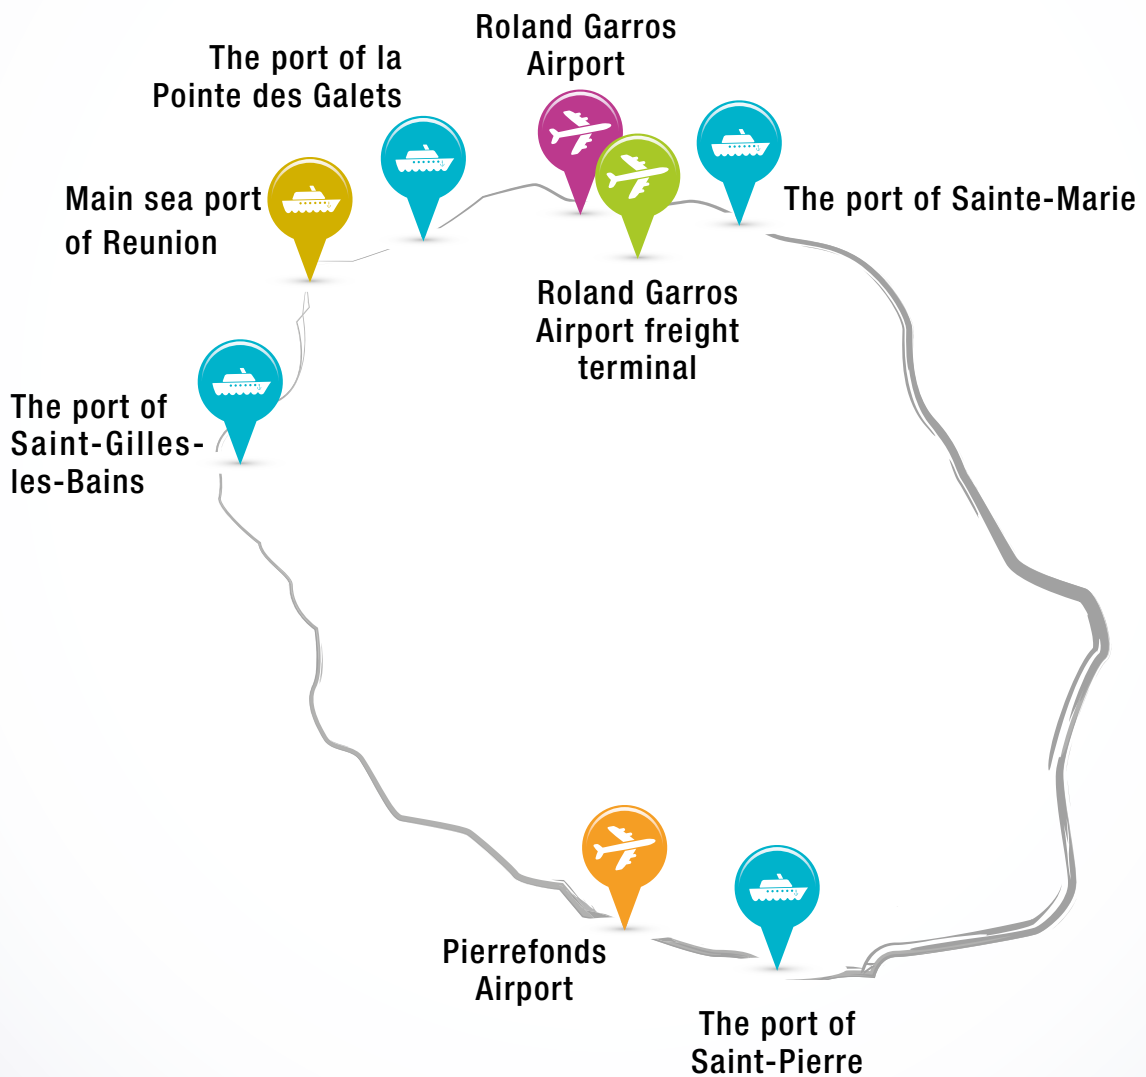 Roland Garros
Airport
The port of la
Pointe des Galets
Main sea port
of Reunion
The port of Sainte-Marie
Roland Garros
Airport freight
terminal
The port of
Saint-Gilles-
les-Bains
Pierrefonds
Airport
The port of
Saint-Pierre